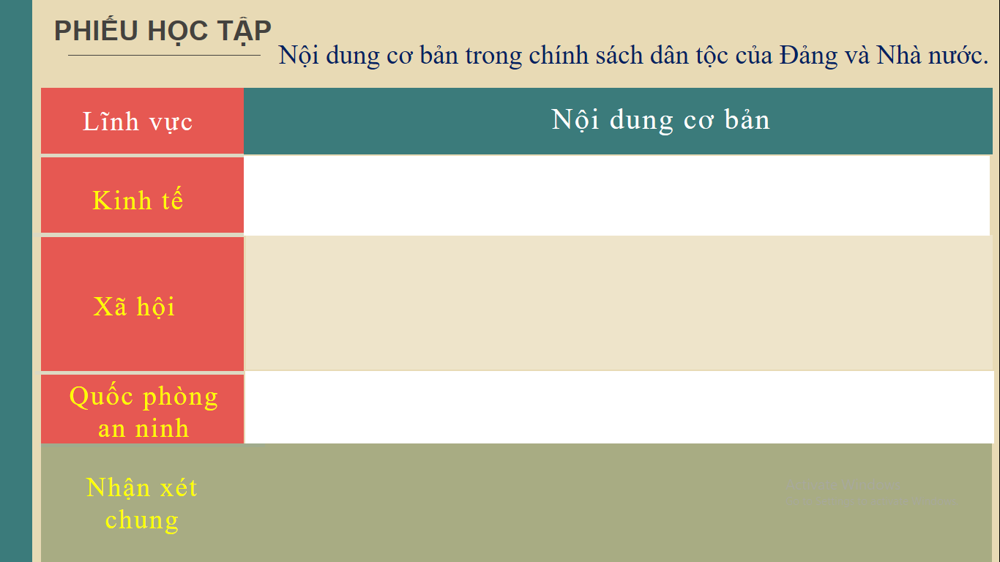 PHIẾU HỌC TẬP
Nội dung cơ bản trong chính sách dân tộc của Đảng và Nhà nước.
Lĩnh vực
Nội dung cơ bản
Kinh tế
Xã hội
Quốc phòng
an ninh
Nhận xét
chung